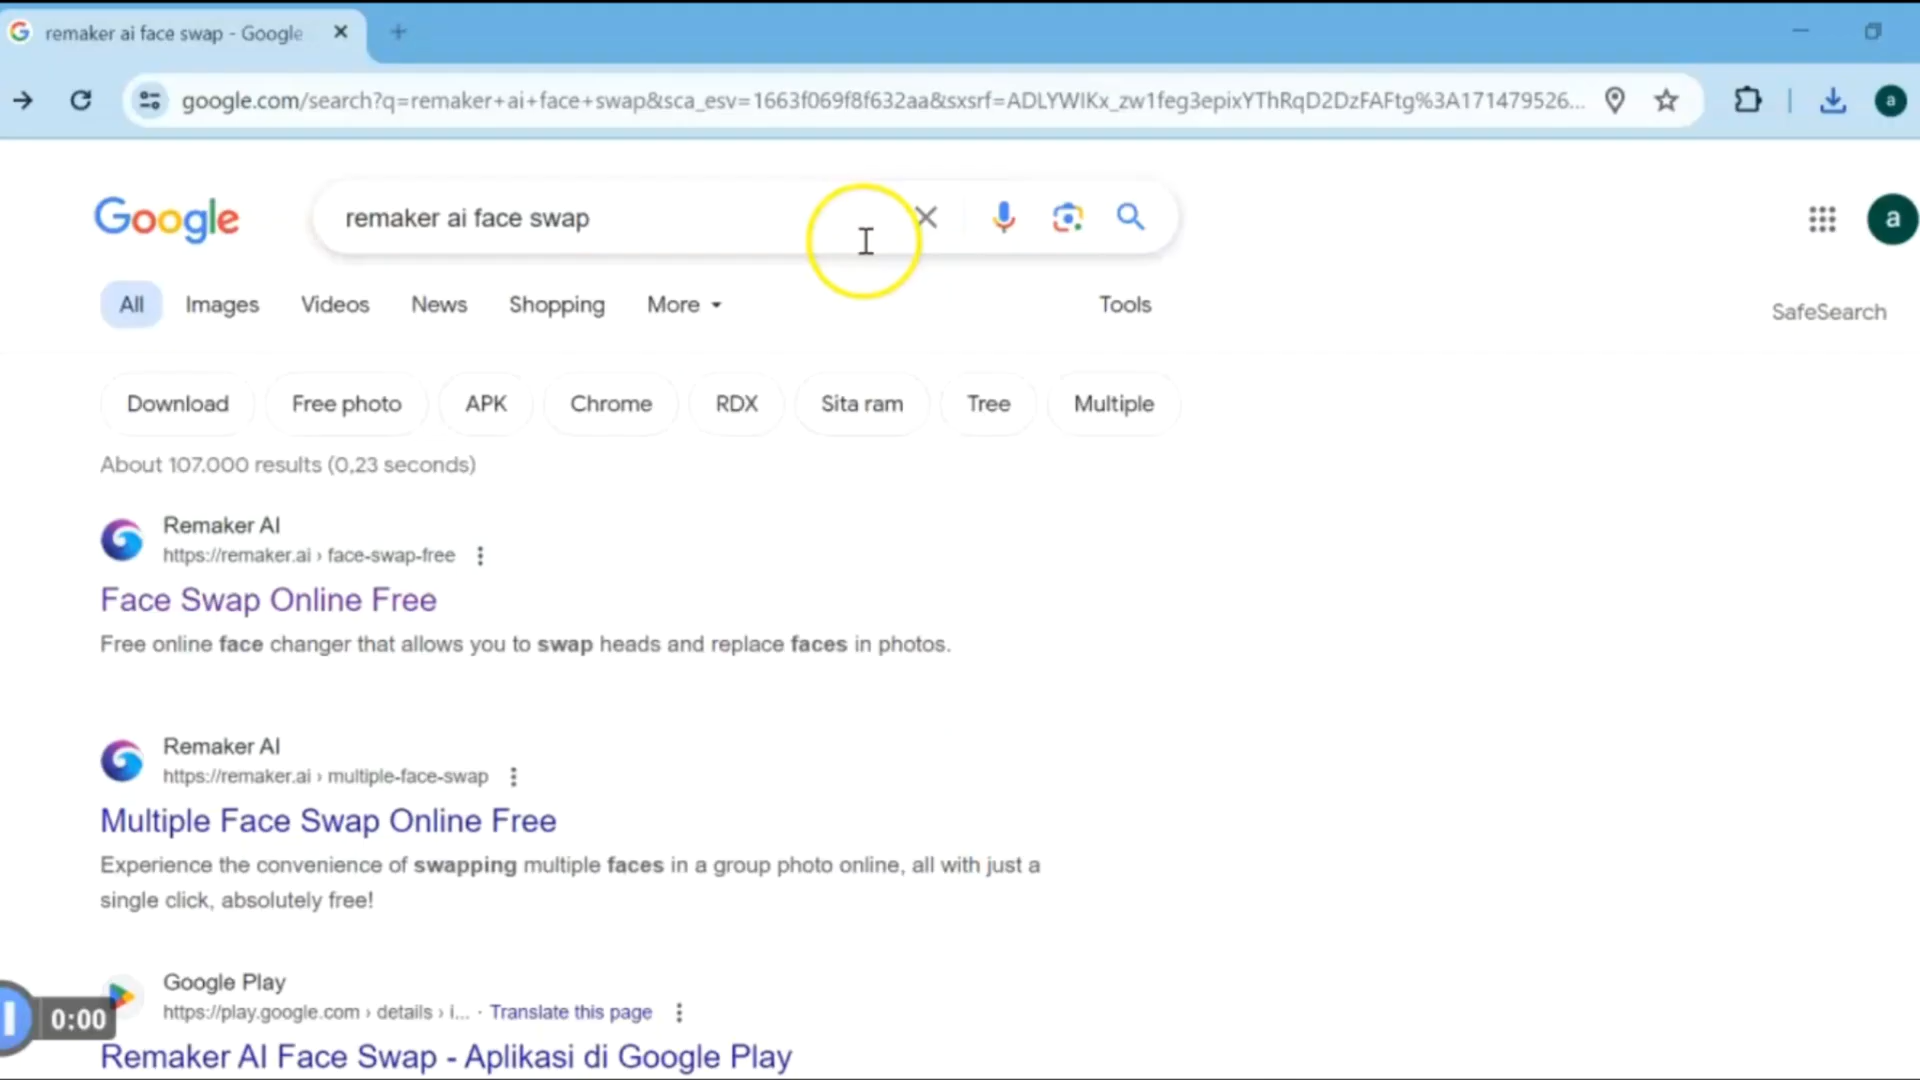 remaker ai face swap - Google
google.com/search?q=remaker+ai+face+swap&sca_esv=1663f069f8f632aa&sxsrf=ADLYWIKx_zw1feg3epixYThRqD2DzFAFtg%3A171479526...
a
Google
remaker ai face swap
a
All Images Videos News Shopping More Tools
SafeSearch
Download Free photo APK Chrome RDX Sita ram Tree Multiple
About 107.000 results (0,23 seconds)
Remaker AI
https://remaker.ai › face-swap-free
Face Swap Online Free
Free online face changer that allows you to swap heads and replace faces in photos.
Remaker AI
https://remaker.ai › multiple-face-swap
Multiple Face Swap Online Free
Experience the convenience of swapping multiple faces in a group photo online, all with just a
single click, absolutely free!
Google Play
https://play.google.com › details › i... · Translate this page
0:00
Remaker AI Face Swap - Aplikasi di Google Play